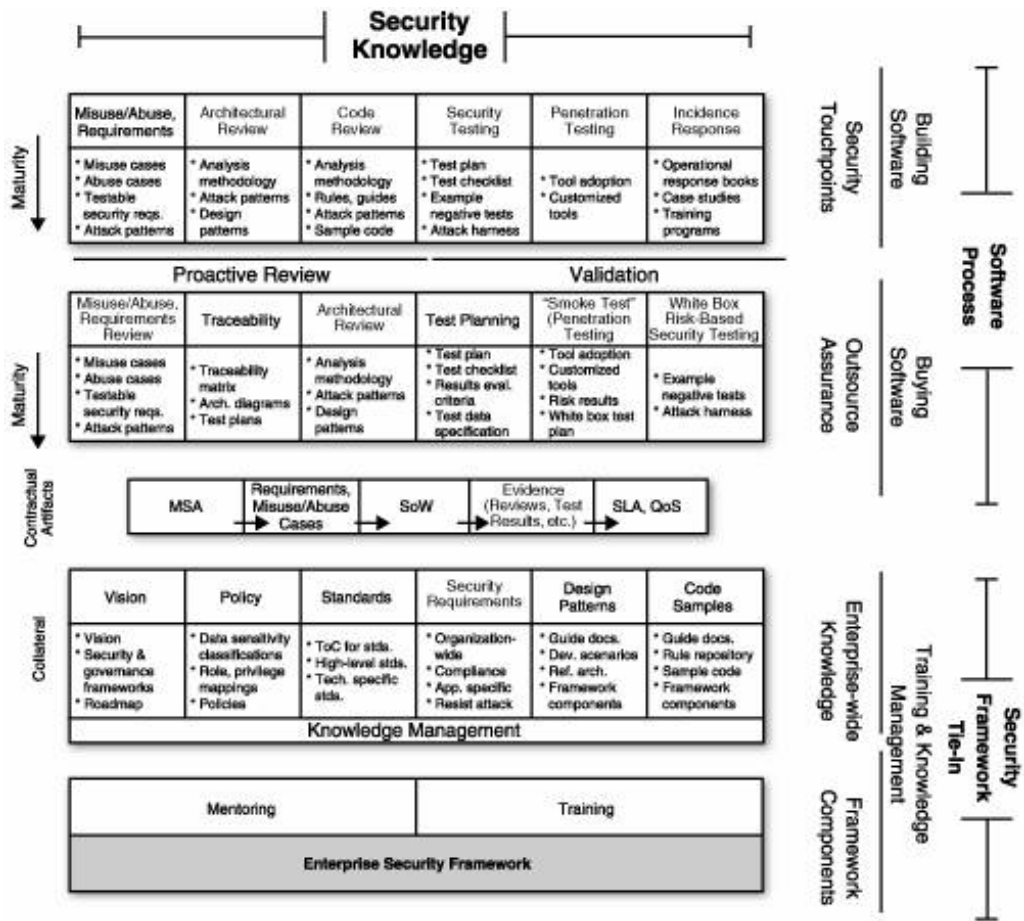 Security
Knowledge
Misuse/Abuse,
Requirements
Architectural
Review
Code
Review
Security
Testing
Penetration
Testing
Incidence
Response
* Misuse cases
* Abuse cases
* Testable
security reqs.
* Attack patterns
* Analysis
methodology
* Attack patterns
* Design
patterns
* Analysis
methodology
* Rules, guides
* Attack patterns
* Sample code
* Test plan
* Test checklist
* Example
negative tests
* Attack harness
* Tool adoption
* Customized
tools
* Operational
response books
* Case studies
* Training
programs
Maturity
Security
Touchpoints
Building
Software
Proactive Review
Validation
Software
Process
Misuse/Abuse,
Requirements
Review
Traceability
Architectural
Review
Test Planning
"Smoke Test"
(Penetration
Testing
White Box
Risk-Based
Security Testing
* Misuse cases
* Abuse cases
* Testable
security reqs.
* Attack patterns
* Traceability
matrix
* Arch. diagrams
* Test plans
* Analysis
methodology
* Attack patterns
* Design
patterns
* Test plan
* Test checklist
* Results eval.
criteria
* Test data
specification
* Tool adoption
* Customized
tools
* Risk results
* White box test
plan
* Example
negative tests
* Attack harness
Maturity
Outsource
Assurance
Buying
Software
Contractual
Artifacts
MSA
Requirements,
Misuse/Abuse
Cases
SoW
Evidence
(Reviews, Test
Results, etc.)
SLA, QoS
Vision
Policy
Standards
Security
Requirements
Design
Patterns
Code
Samples
* Vision
* Security &
governance
frameworks
* Roadmap
* Data sensitivity
classifications
* Role, privilege
mappings
* Policies
* ToC for stds.
* High-level stds.
* Tech. specific
stds.
* Organization-
wide
* Compliance
* App. specific
* Resist attack
* Guide docs.
* Dev. scenarios
* Ref. arch.
* Framework
components
* Guide docs.
* Rule repository
* Sample code
* Framework
components
Collateral
Knowledge Management
Enterprise-wide
Knowledge
Training & Knowledge
Management
Security
Framework
Tie-In
Mentoring
Training
Enterprise Security Framework
Framework
Components